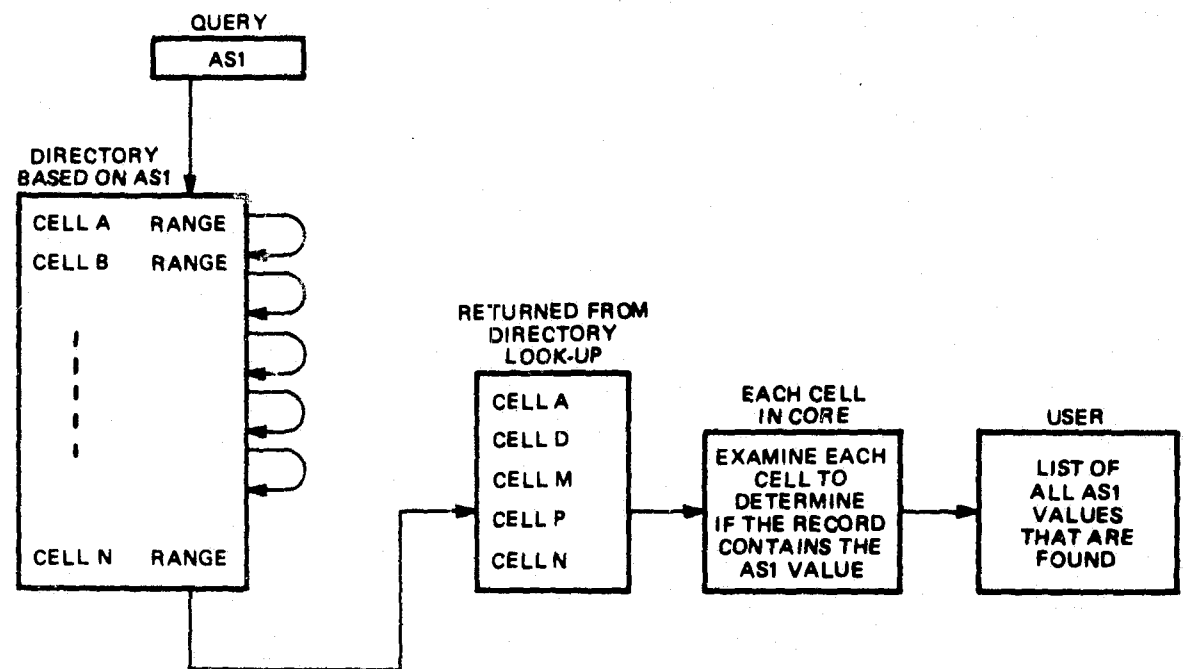 QUERY
AS1
DIRECTORY
BASED ON AS1
CELL A RANGE
CELL B RANGE
CELL N RANGE
RETURNED FROM
DIRECTORY
LOOK-UP
CELL A
CELL D
CELL M
CELL P
CELL N
EACH CELL
IN CORE
EXAMINE EACH
CELL TO
DETERMINE
IF THE RECORD
CONTAINS THE
AS1 VALUE
USER
LIST OF
ALL AS1
VALUES
THAT ARE
FOUND